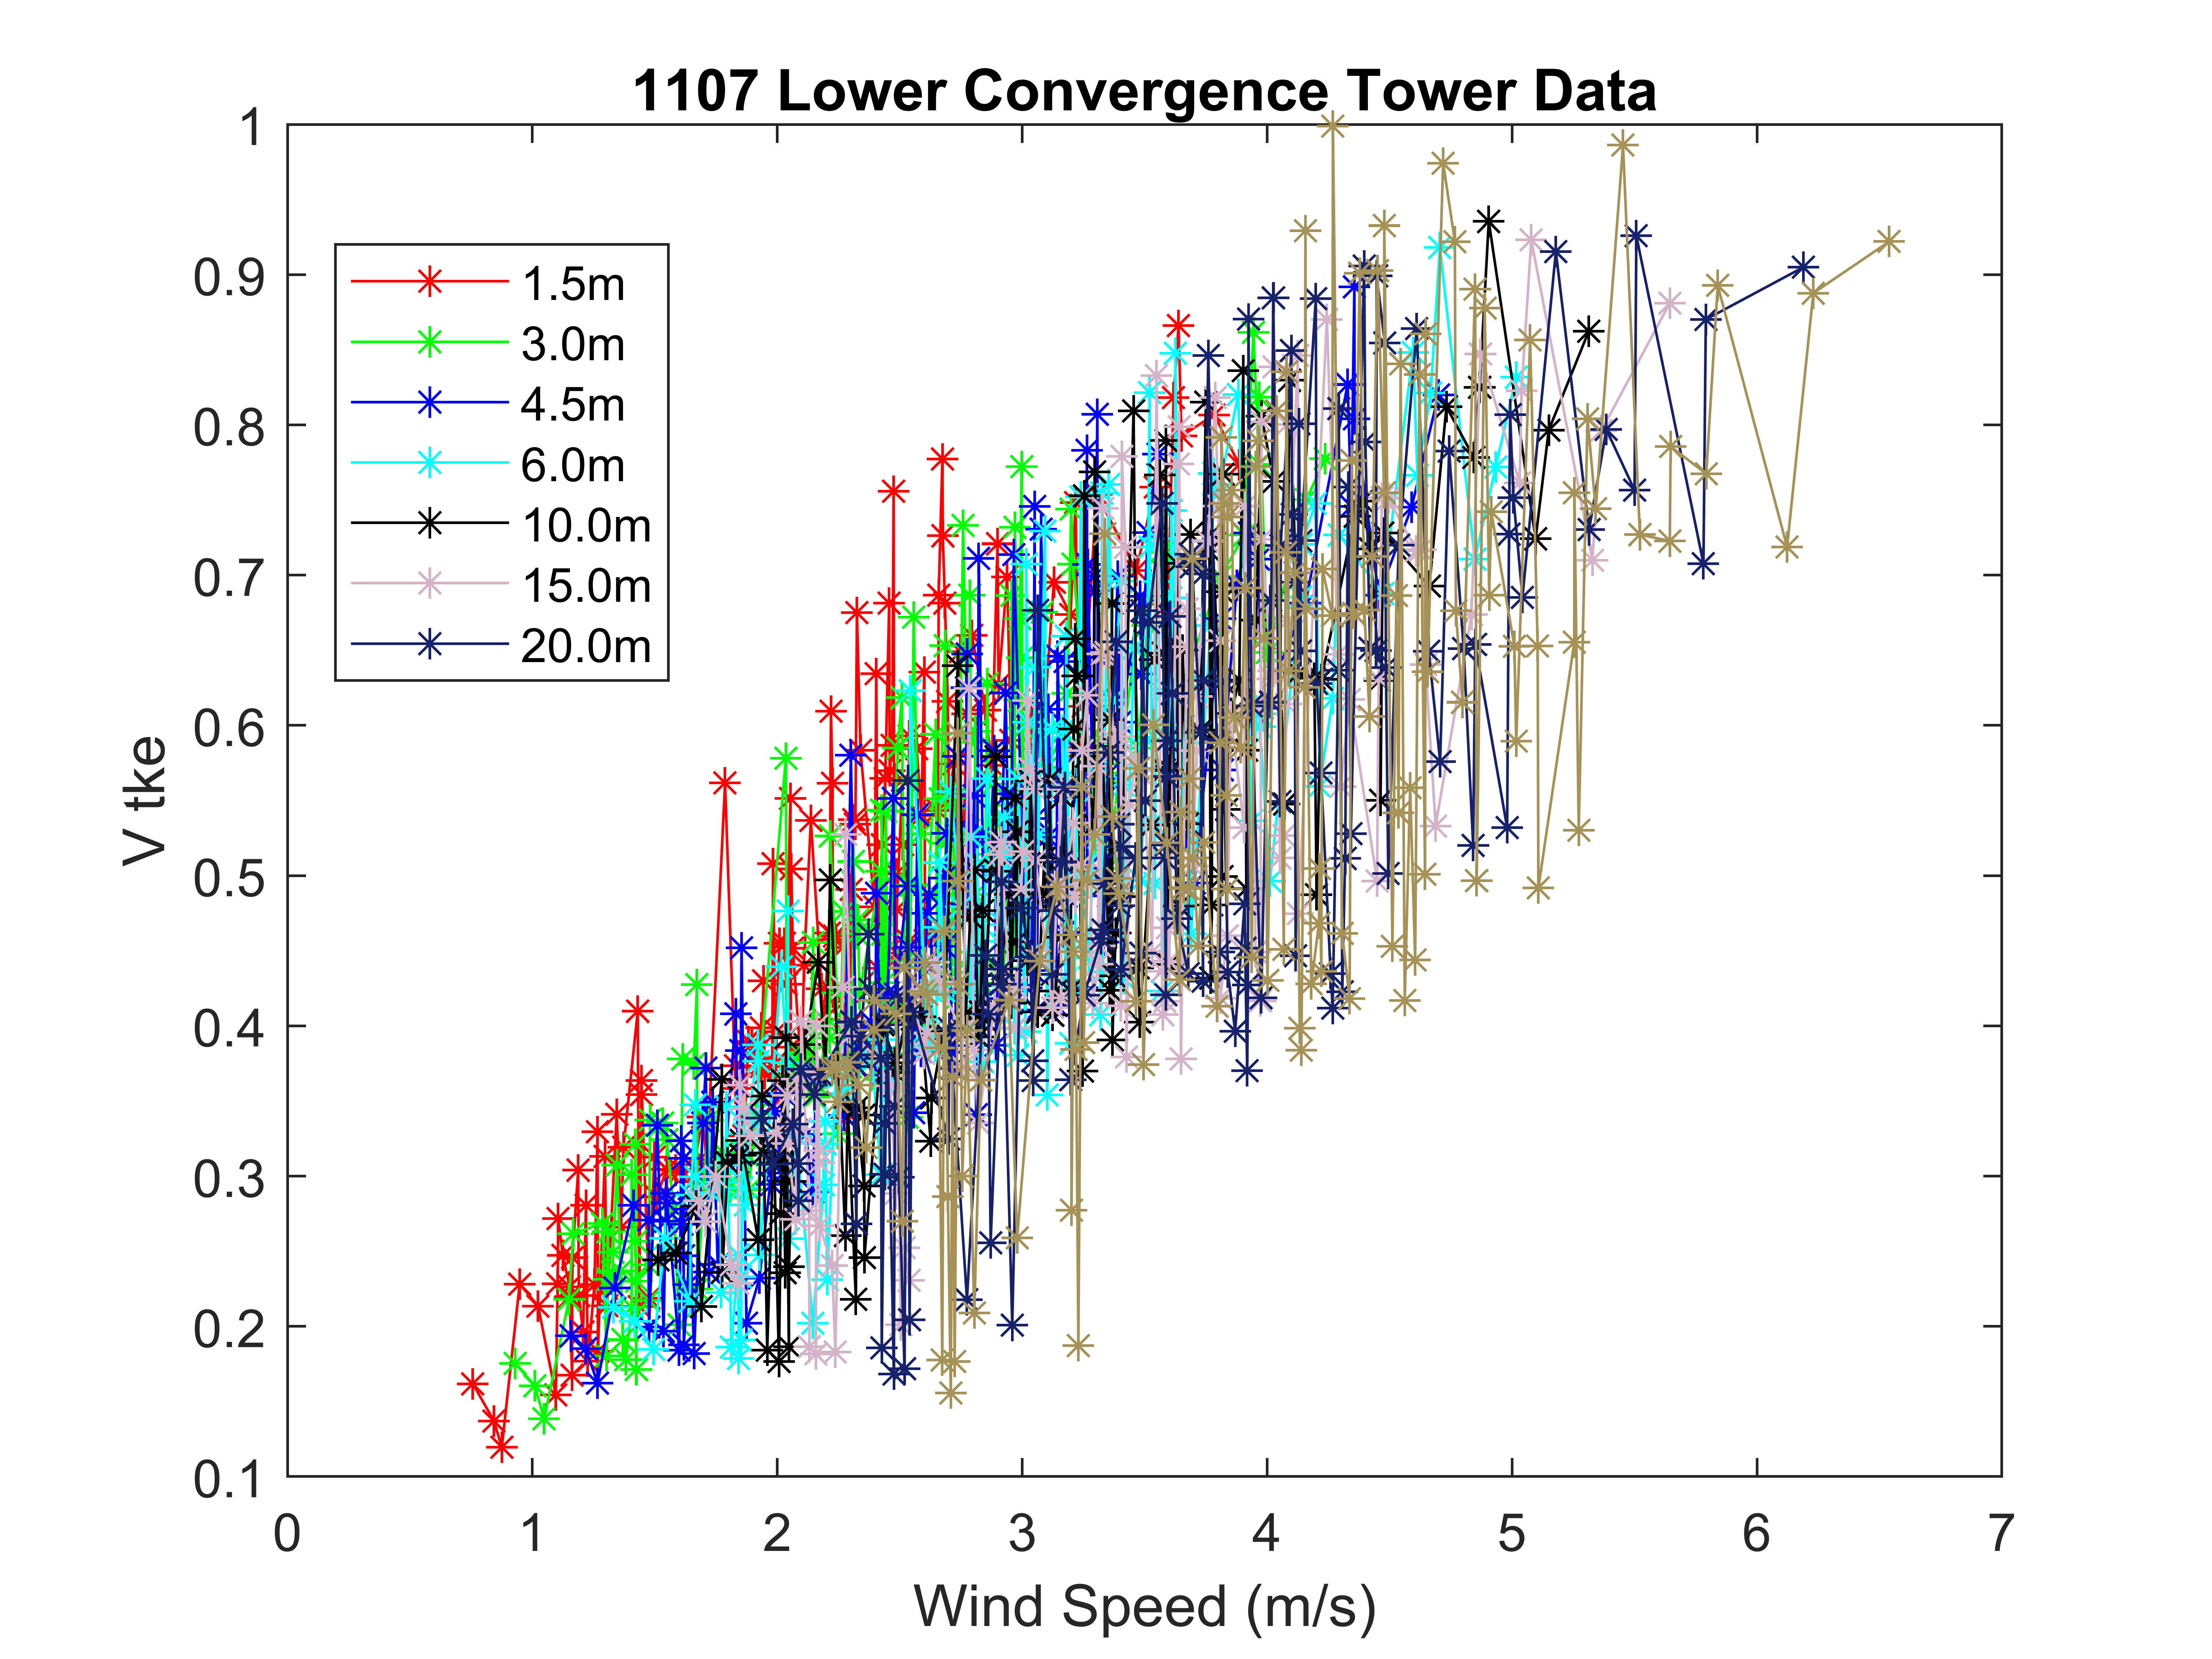 1107 Lower Convergence Tower Data
1
0.9
0.8
0.7
0.6
0.5
0.4
0.3
0.2
0.1
V tke
1.5m
3.0m
4.5m
6.0m
10.0m
15.0m
20.0m
0 1 2 3 4 5 6 7
Wind Speed (m/s)